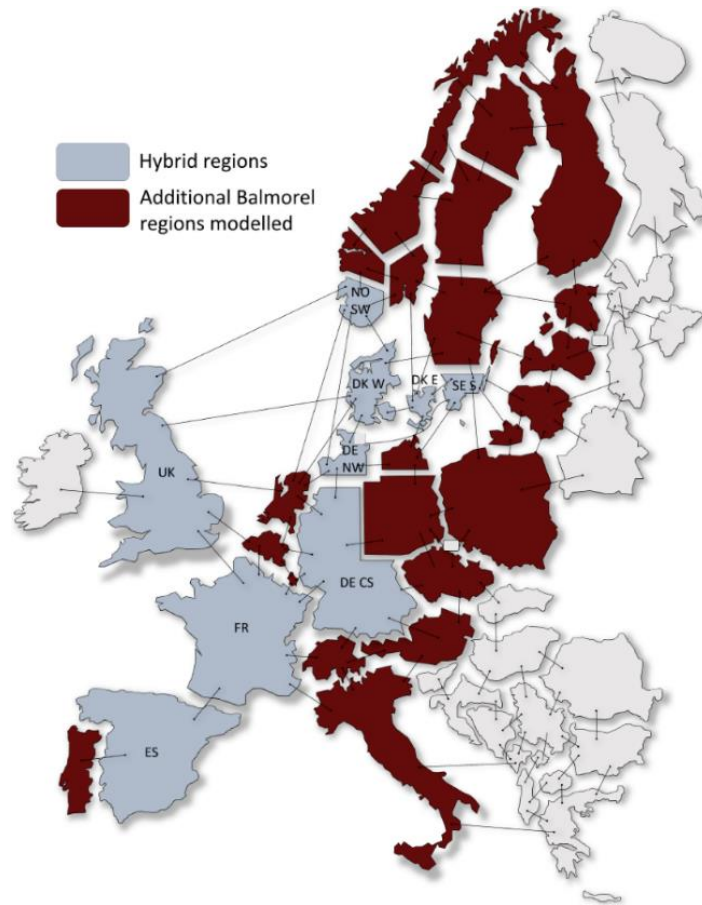 Hybrid regions
Additional Balmorel
regions modelled
NO
SW
DK W
DK E
SE S
DE
NW
UK
DE CS
FR
ES